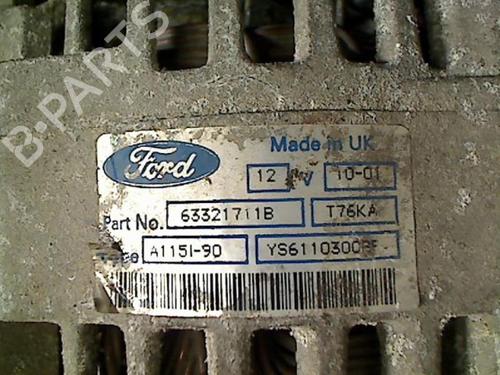 B-PARTS
Ford
Made in UK
12 V 10-01
Part No. 63321711B T76KA
A115I-90